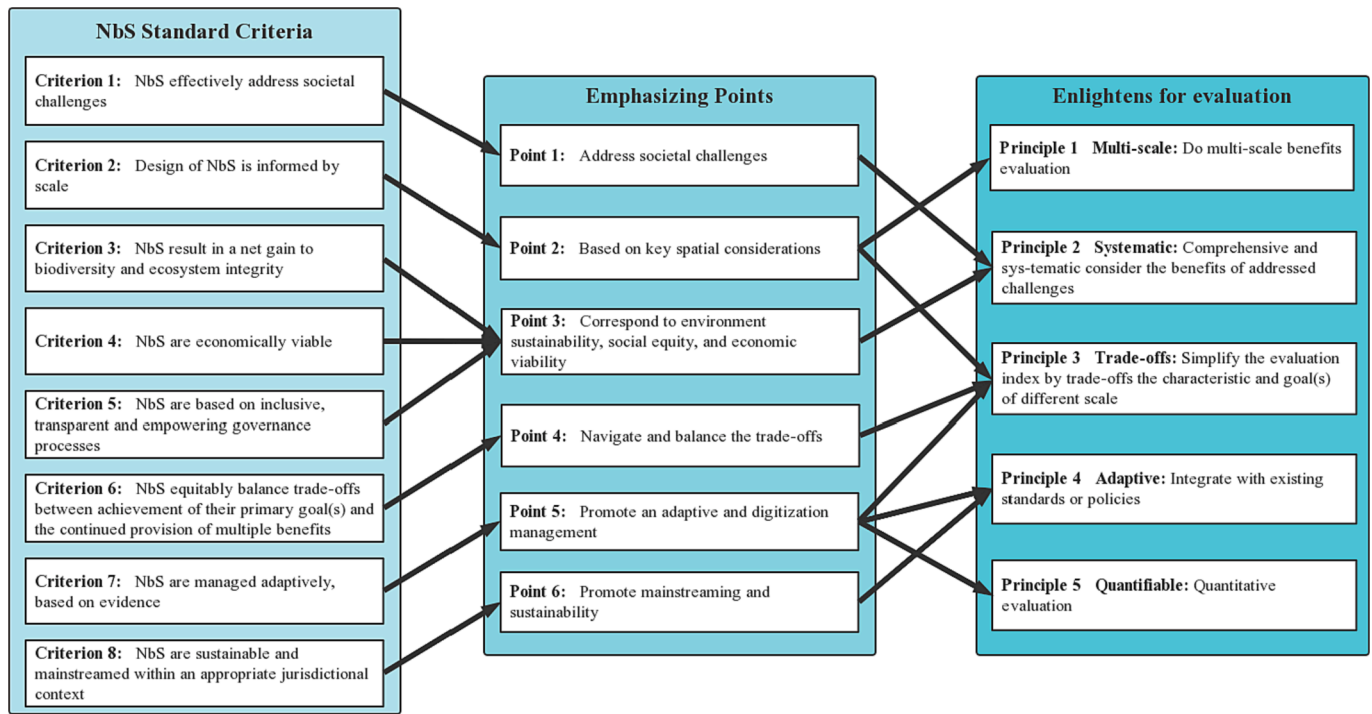 NbS Standard Criteria
Criterion 1: NbS effectively address societal
challenges
Criterion 2: Design of NbS is informed by
scale
Criterion 3: NbS result in a net gain to
biodiversity and ecosystem integrity
Criterion 4: NbS are economically viable
Criterion 5: NbS are based on inclusive,
transparent and empowering governance
processes
Criterion 6: NbS equitably balance trade-offs
between achievement of their primary goal(s) and
the continued provision of multiple benefits
Criterion 7: NbS are managed adaptively,
based on evidence
Criterion 8: NbS are sustainable and
mainstreamed within an appropriate jurisdictional
context
Emphasizing Points
Point 1: Address societal challenges
Point 2: Based on key spatial considerations
Point 3: Correspond to environment
sustainability, social equity, and economic
viability
Point 4: Navigate and balance the trade-offs
Point 5: Promote an adaptive and digitization
management
Point 6: Promote mainstreaming and
sustainability
Enlightens for evaluation
Principle 1 Multi-scale: Do multi-scale benefits
evaluation
Principle 2 Systematic: Comprehensive and
sys-tematic consider the benefits of addressed
challenges
Principle 3 Trade-offs: Simplify the evaluation
index by trade-offs the characteristic and goal(s)
of different scale
Principle 4 Adaptive: Integrate with existing
standards or policies
Principle 5 Quantifiable: Quantitative
evaluation